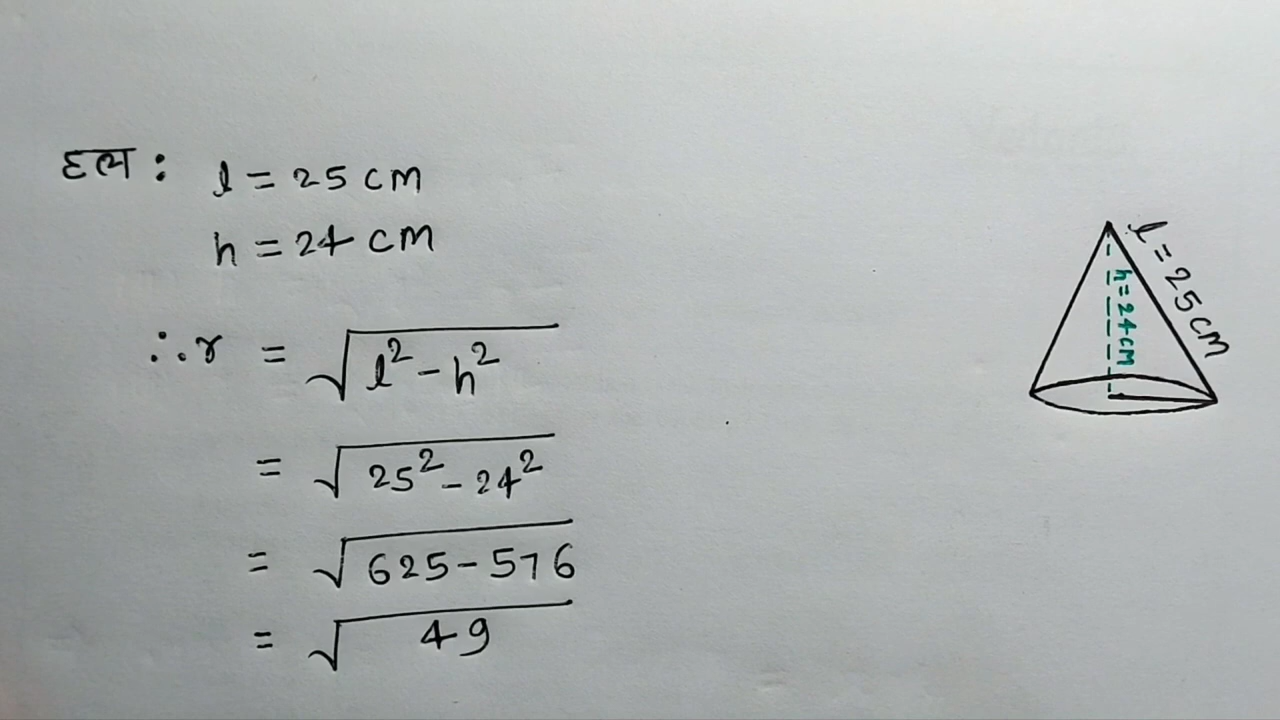 हल : l = 25 cm
h = 24 cm
∴ r = √l² - h²
= √25² - 24²
= √625 - 576
= √49
l = 25 cm
h = 24 cm